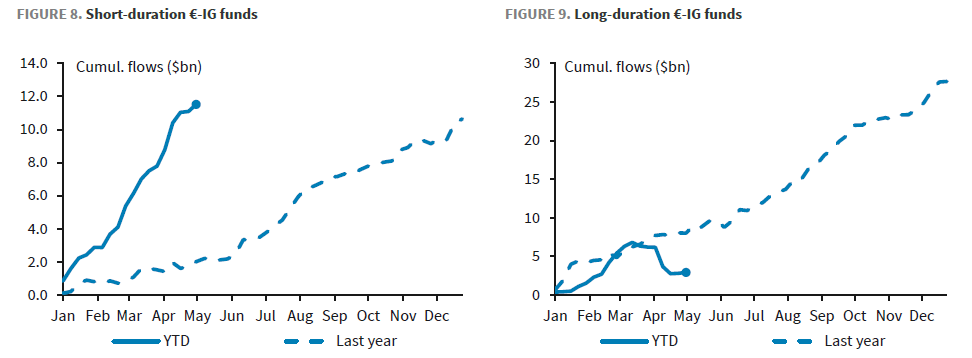 FIGURE 8. Short-duration €-IG funds
Cumul. flows ($bn)
14.0
12.0
10.0
8.0
6.0
4.0
2.0
0.0
Jan Feb Mar Apr May Jun Jul Aug Sep Oct Nov Dec
YTD Last year
FIGURE 9. Long-duration €-IG funds
Cumul. flows ($bn)
30
25
20
15
10
5
0
Jan Feb Mar Apr May Jun Jul Aug Sep Oct Nov Dec
YTD Last year